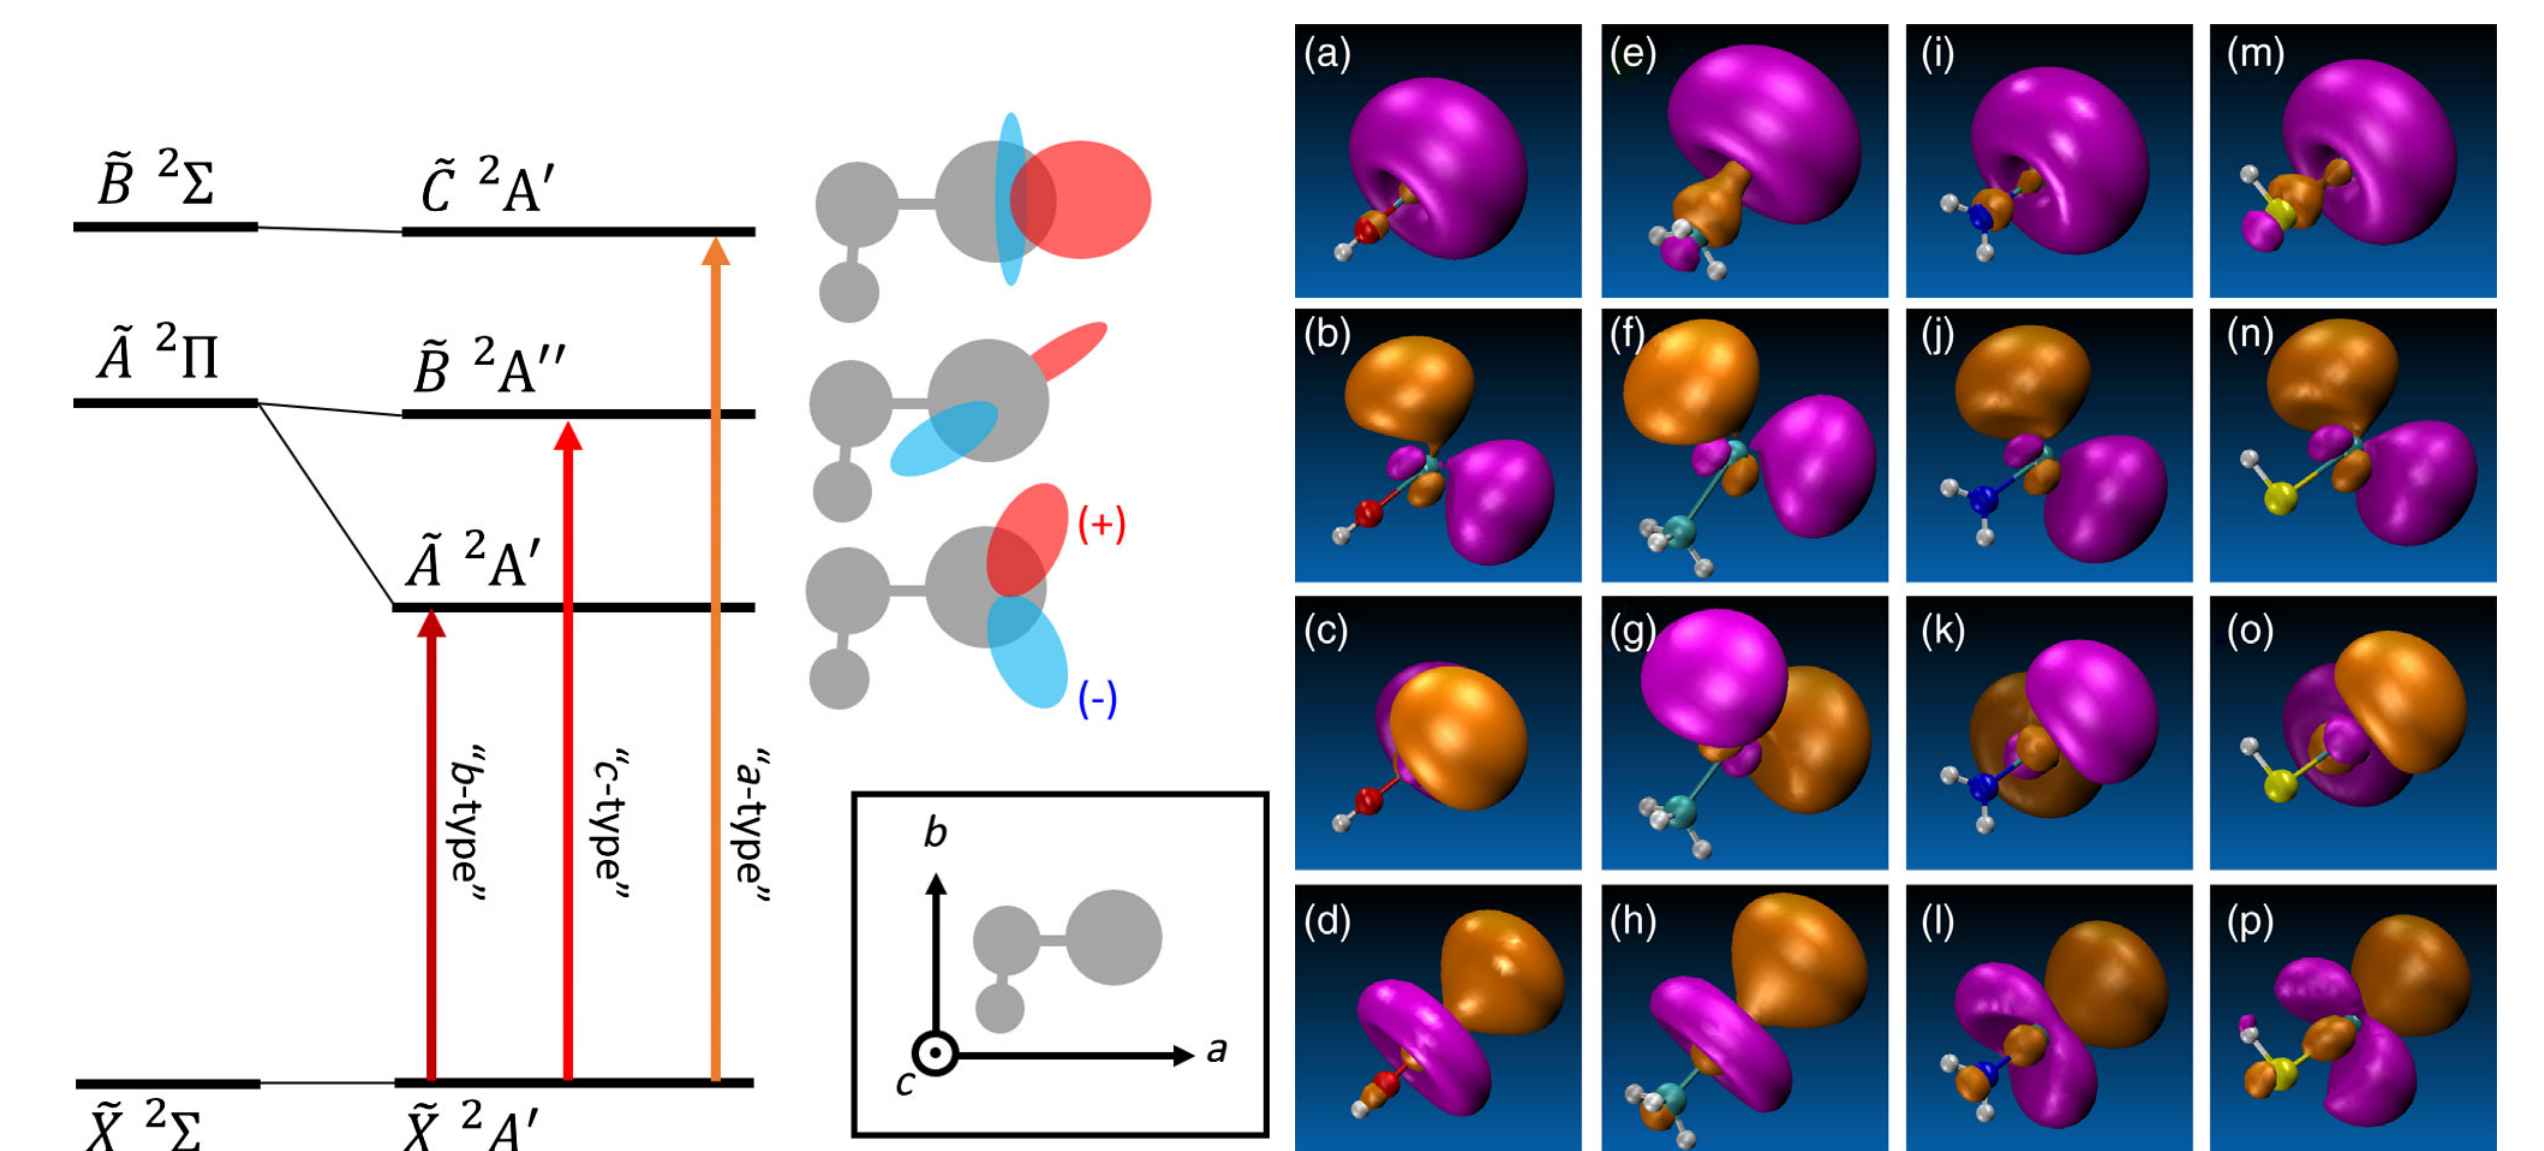 B̃ ²Σ
C̃ ²A′
Ã ²Π
B̃ ²A′′
Ã ²A′
X̃ ²Σ
X̃ ²A′
“b-type”
“c-type”
“a-type”
(+)
(-)
b
a
c
(a)
(e)
(i)
(m)
(b)
(f)
(j)
(n)
(c)
(g)
(k)
(o)
(d)
(h)
(l)
(p)